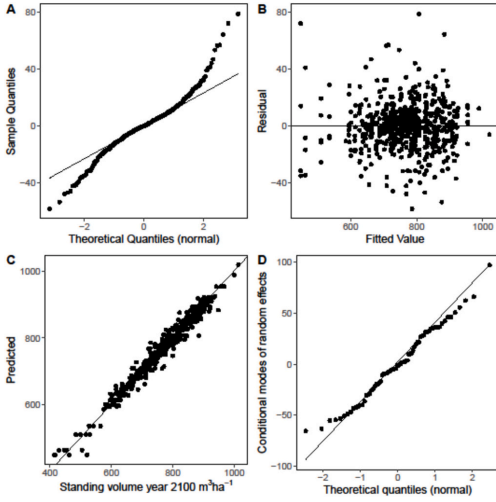 A
B
80
40
0
−40
Sample Quantiles
−2
0
2
Theoretical Quantiles (normal)
80
40
0
−40
Residual
600
800
1000
Fitted Value
C
D
1000
800
600
Predicted
400
600
800
1000
Standing volume year 2100 m³ha⁻¹
100
50
0
−50
−100
Conditional modes of random effects
−2
−1
0
1
2
Theoretical quantiles (normal)